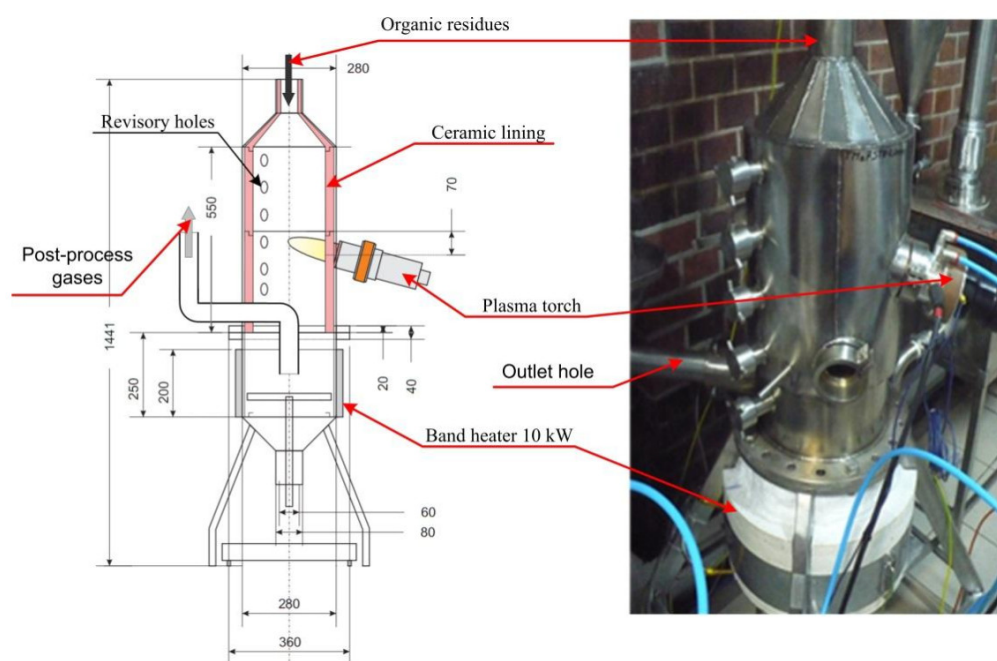 Organic residues
280
Revisory holes
Ceramic lining
70
550
Post-process
gases
Plasma torch
1441
Outlet hole
250
200
20
40
Band heater 10 kW
60
80
280
360